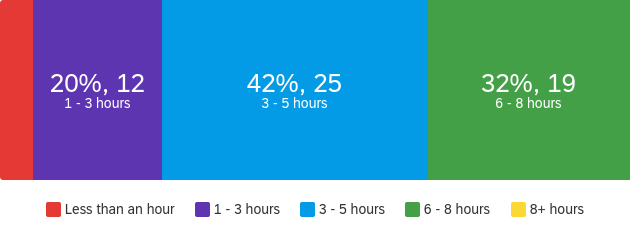 20%, 12
1 - 3 hours
42%, 25
3 - 5 hours
32%, 19
6 - 8 hours
Less than an hour
1 - 3 hours
3 - 5 hours
6 - 8 hours
8+ hours